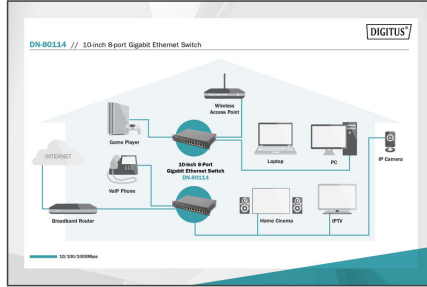 DIGITUS®
DN-80114 // 10-inch 8-port Gigabit Ethernet Switch
Wireless
Access Point
Game Player
Laptop
PC
IP Camera
INTERNET
10-inch 8-Port
Gigabit Ethernet Switch
DN-80114
VoIP Phone
Broadband Router
Home Cinema
IPTV
10/100/1000Mbps